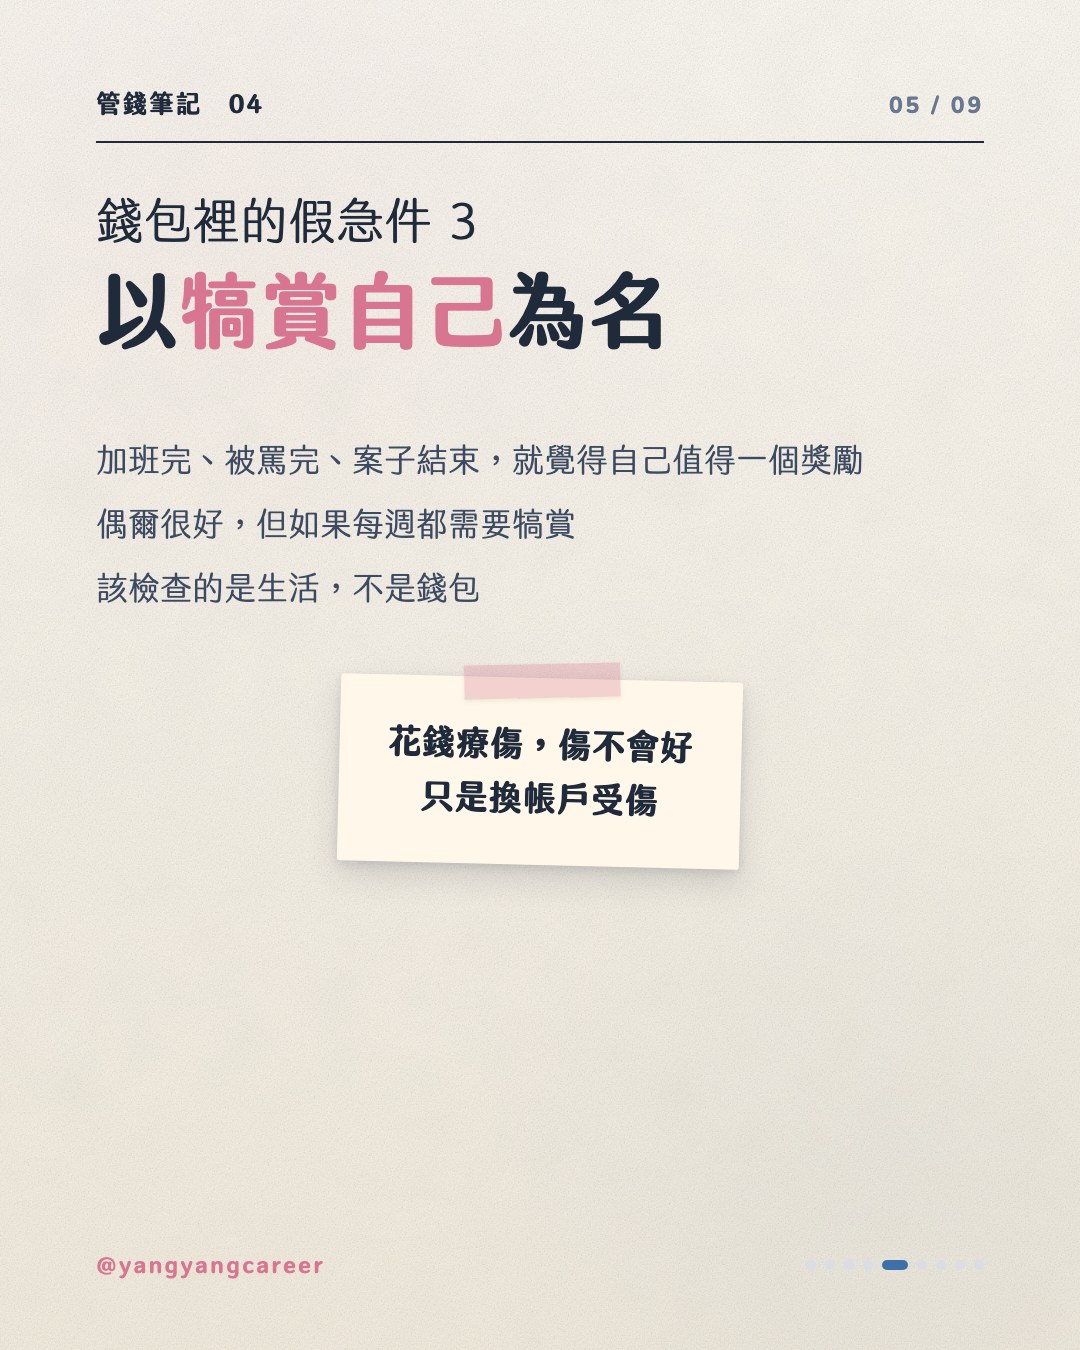 管錢筆記 04
05 / 09
錢包裡的假急件 3
以犒賞自己為名
加班完、被罵完、案子結束，就覺得自己值得一個獎勵
偶爾很好，但如果每週都需要犒賞
該檢查的是生活，不是錢包
花錢療傷，傷不會好
只是換帳戶受傷
@yangyangcareer